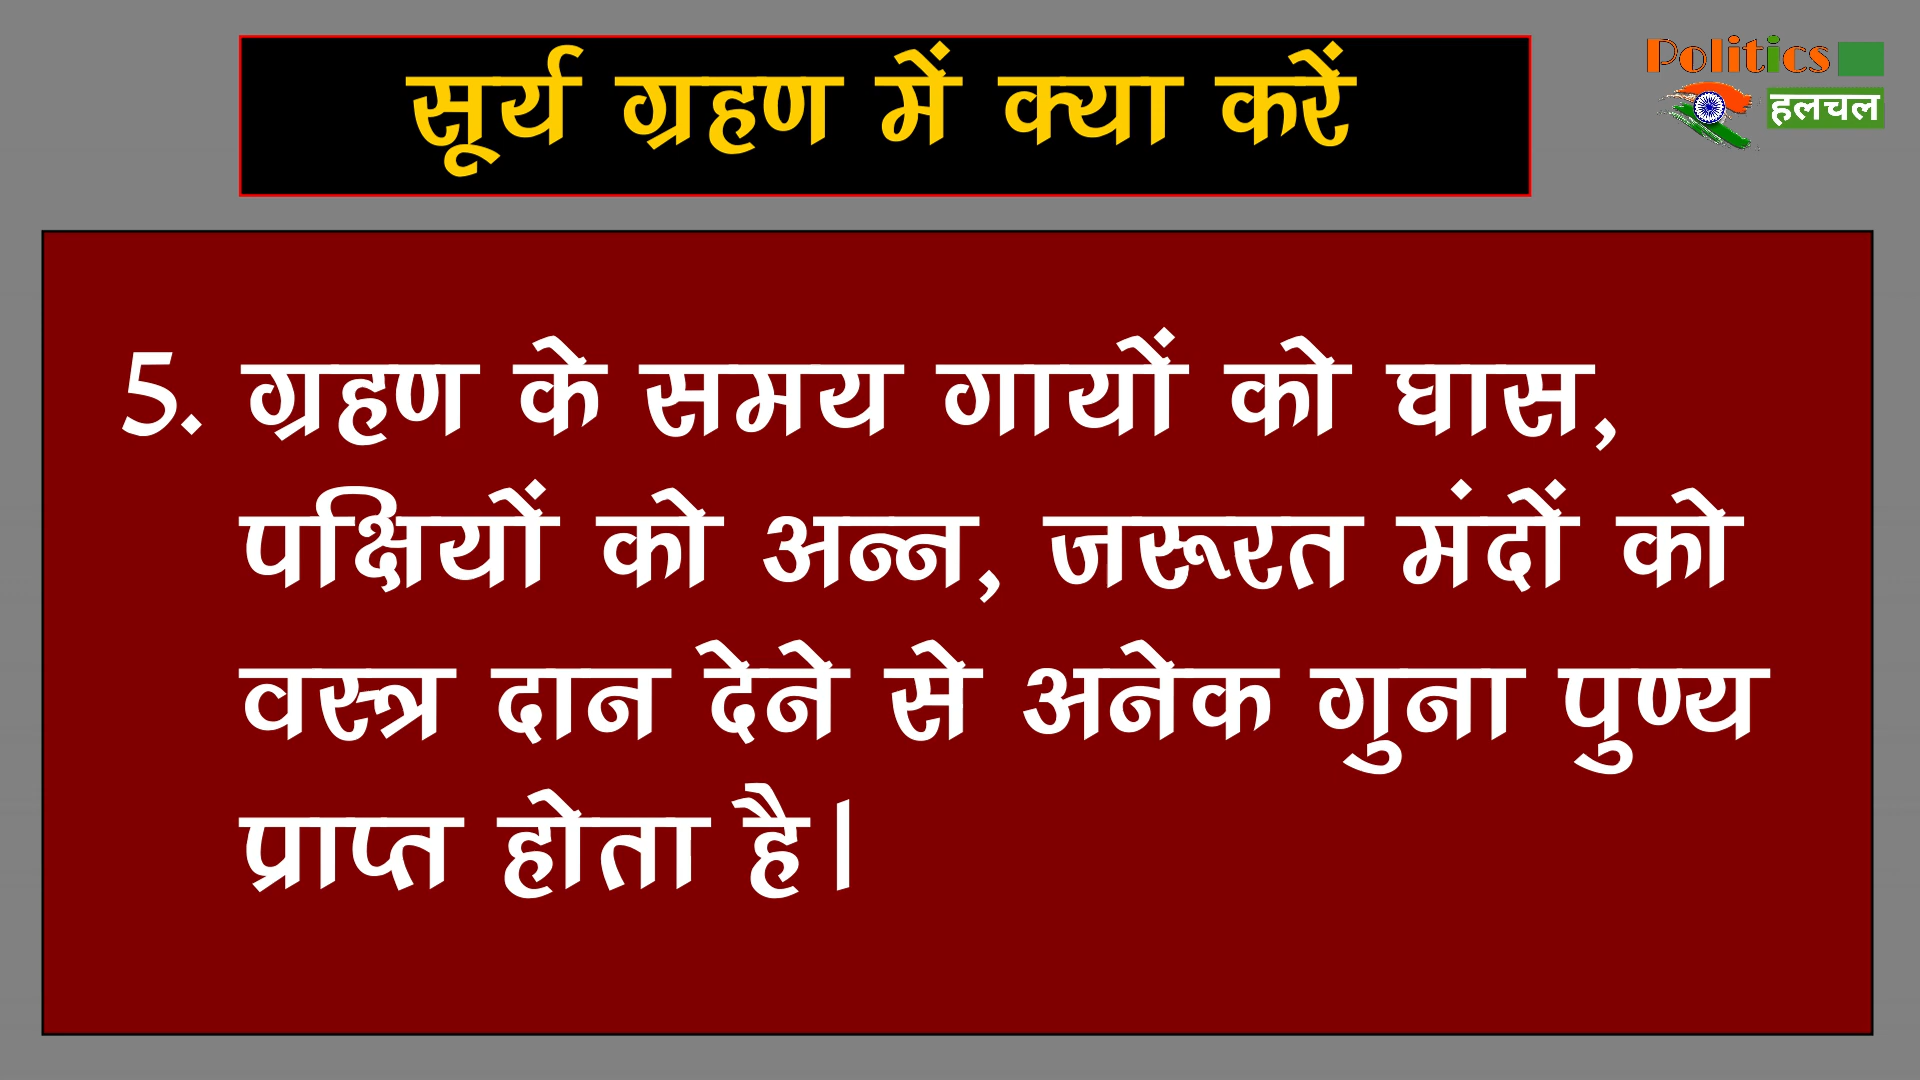 सूर्य ग्रहण में क्या करें
Politics
हलचल
5. ग्रहण के समय गायों को घास,
पक्षियों को अन्न, जरूरत मंदों को
वस्त्र दान देने से अनेक गुना पुण्य
प्राप्त होता है।